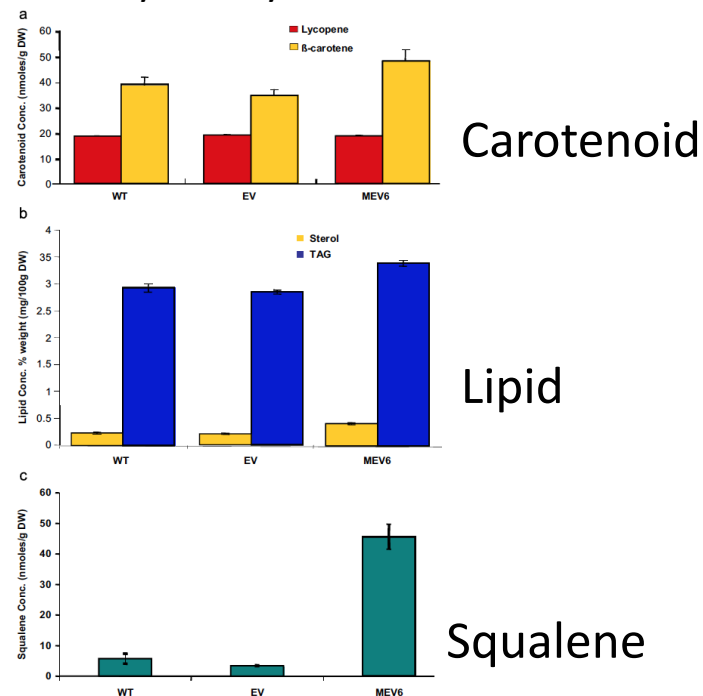 a
60
50
40
30
20
10
0
Carotenoid Conc. (nmoles/g DW)
Lycopene
ß-carotene
WT EV MEV6
Carotenoid
b
4
35
3
2.5
2
1.5
1
0.5
0
Lipid Conc. % weight (mg/100g DW)
Sterol
TAG
WT EV MEV6
Lipid
c
60
50
40
30
20
10
0
Squalene Conc. (nmoles/g DW)
WT EV MEV6
Squalene